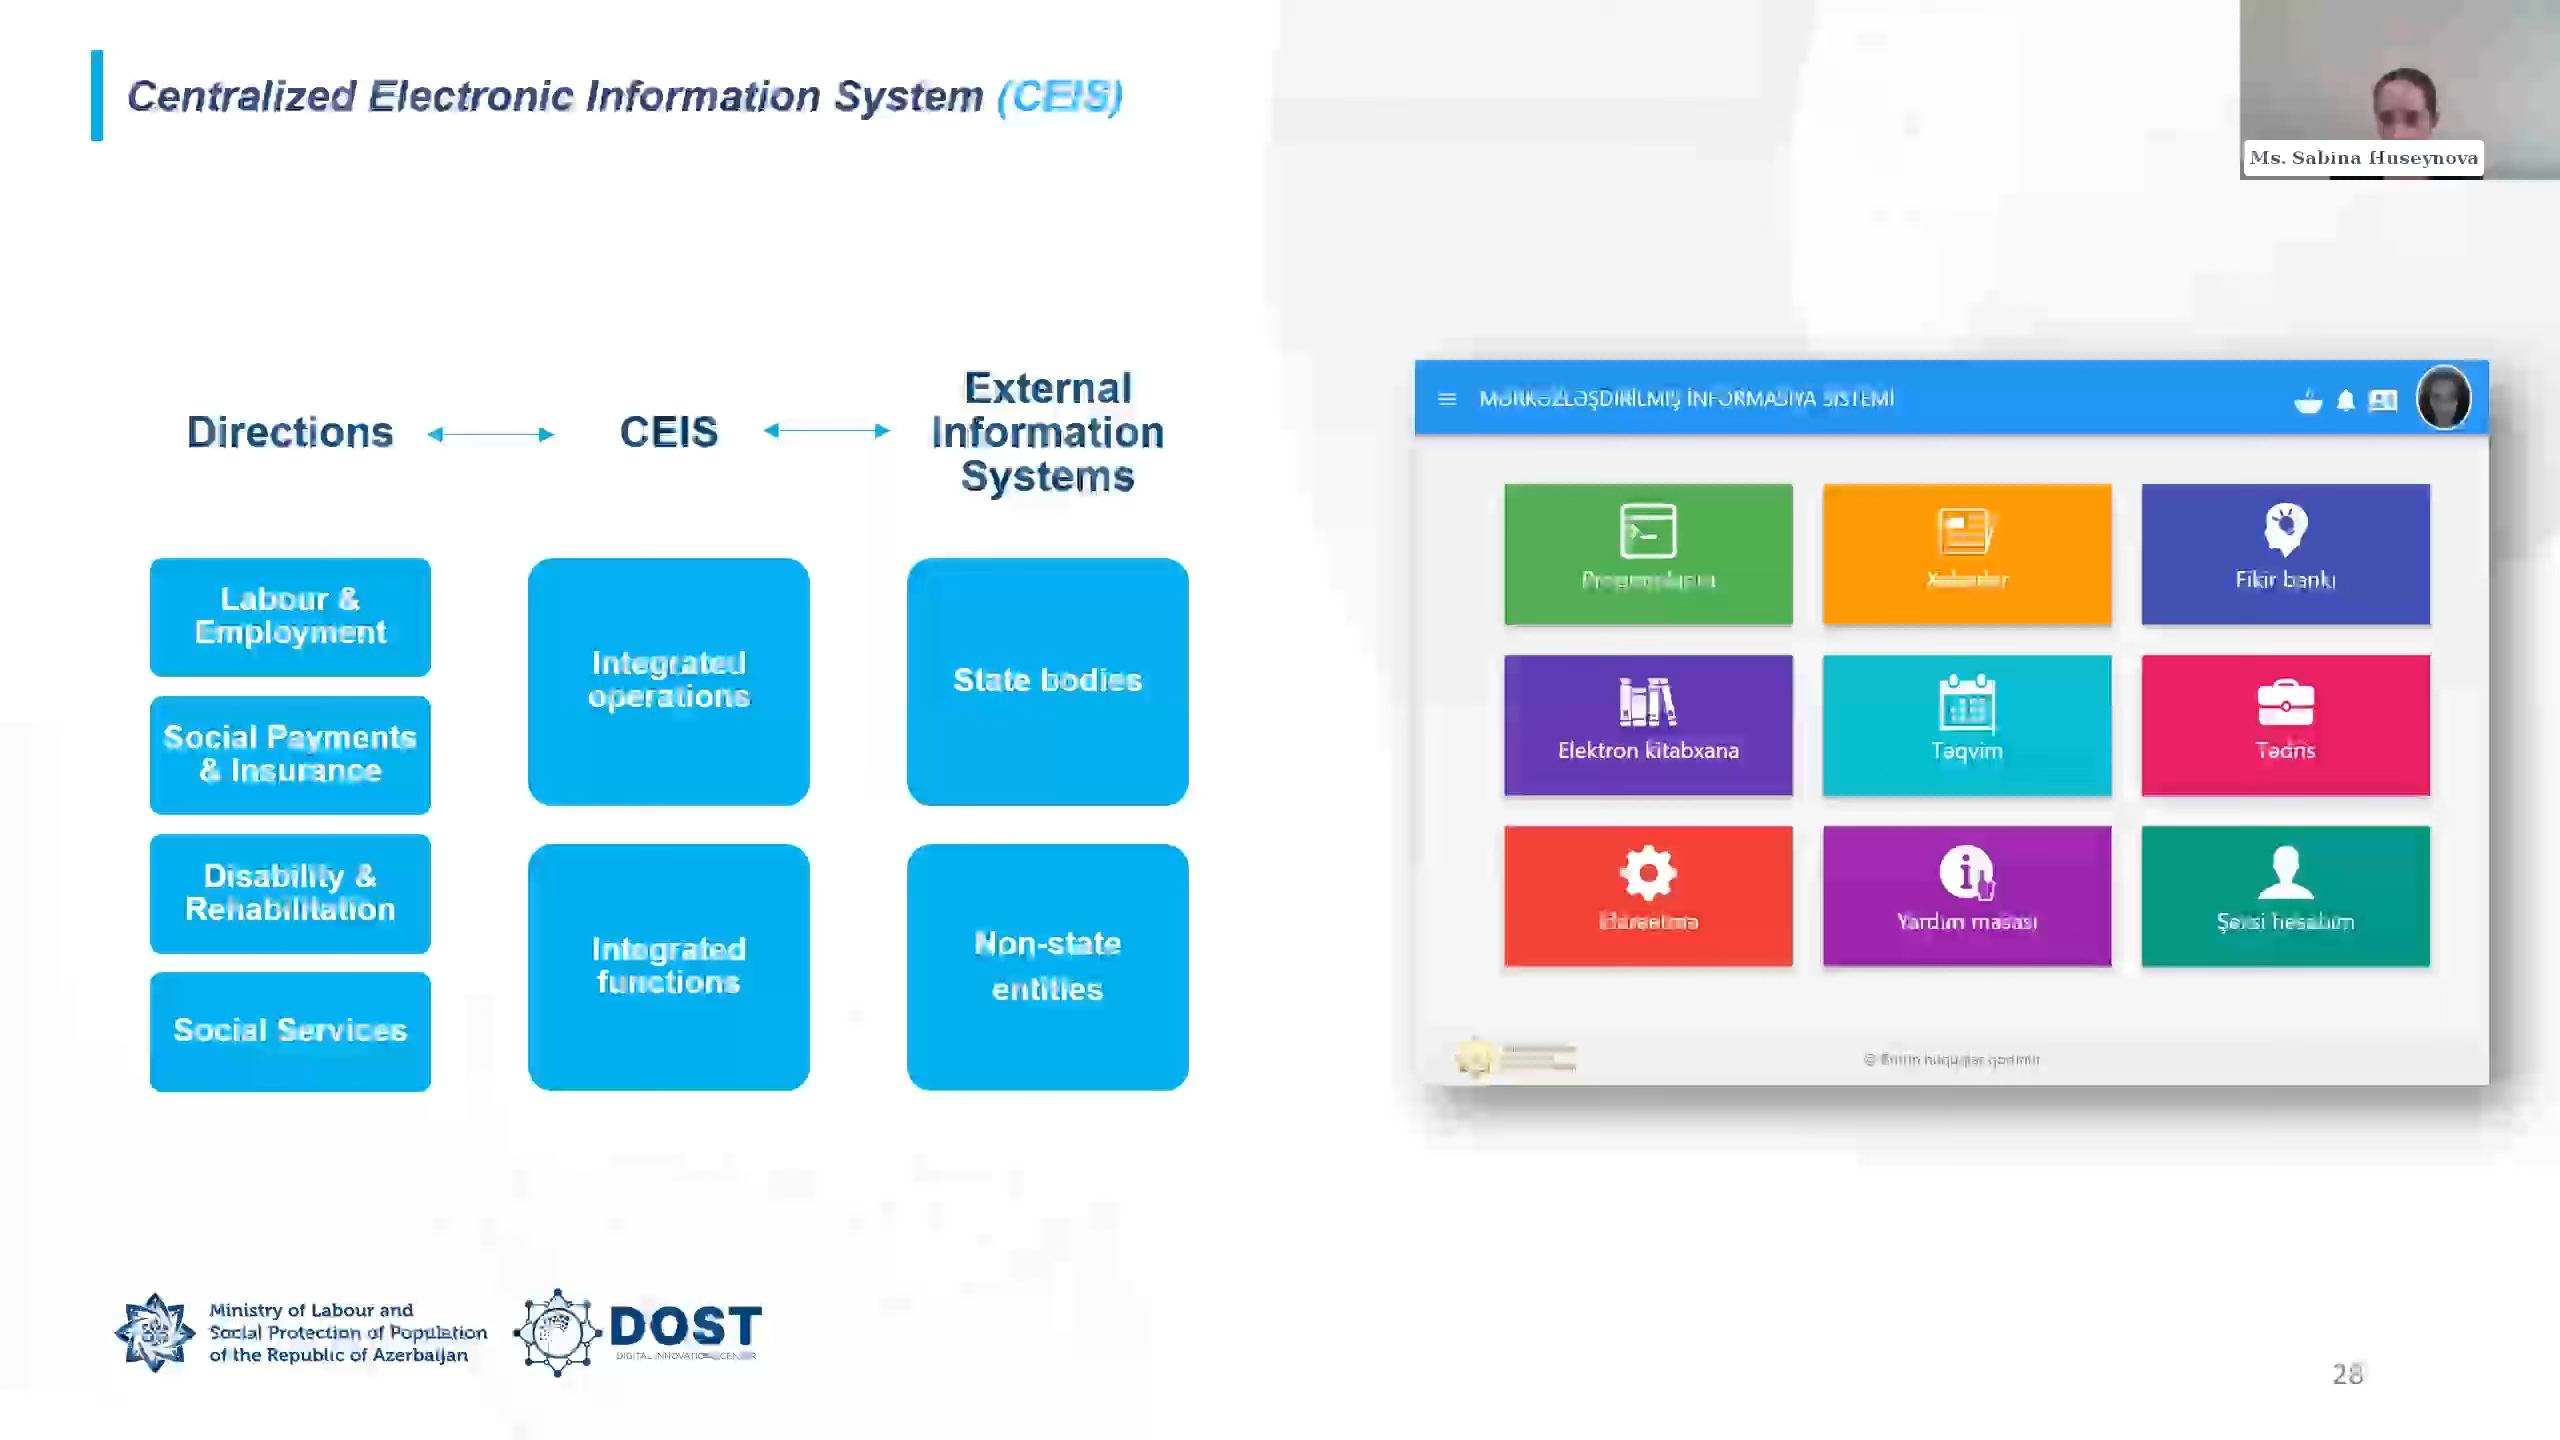 Centralized Electronic Information System (CEIS)
Ms. Sabina Huseynova
Directions
CEIS
External
Information
Systems
Labour &
Employment
Social Payments
& Insurance
Disability &
Rehabilitation
Social Services
Integrated
operations
Integrated
functions
State bodies
Non-state
entities
MƏRKƏZLƏŞDİRİLMİŞ İNFORMASİYA SİSTEMİ
Fikir bankı
Elektron kitabxana
Təqvim
Tədris
Yardım masası
Şəxsi hesabım
Ministry of Labour and
Social Protection of Population
of the Republic of Azerbaijan
DOST
DIGITAL INNOVATION CENTER
28